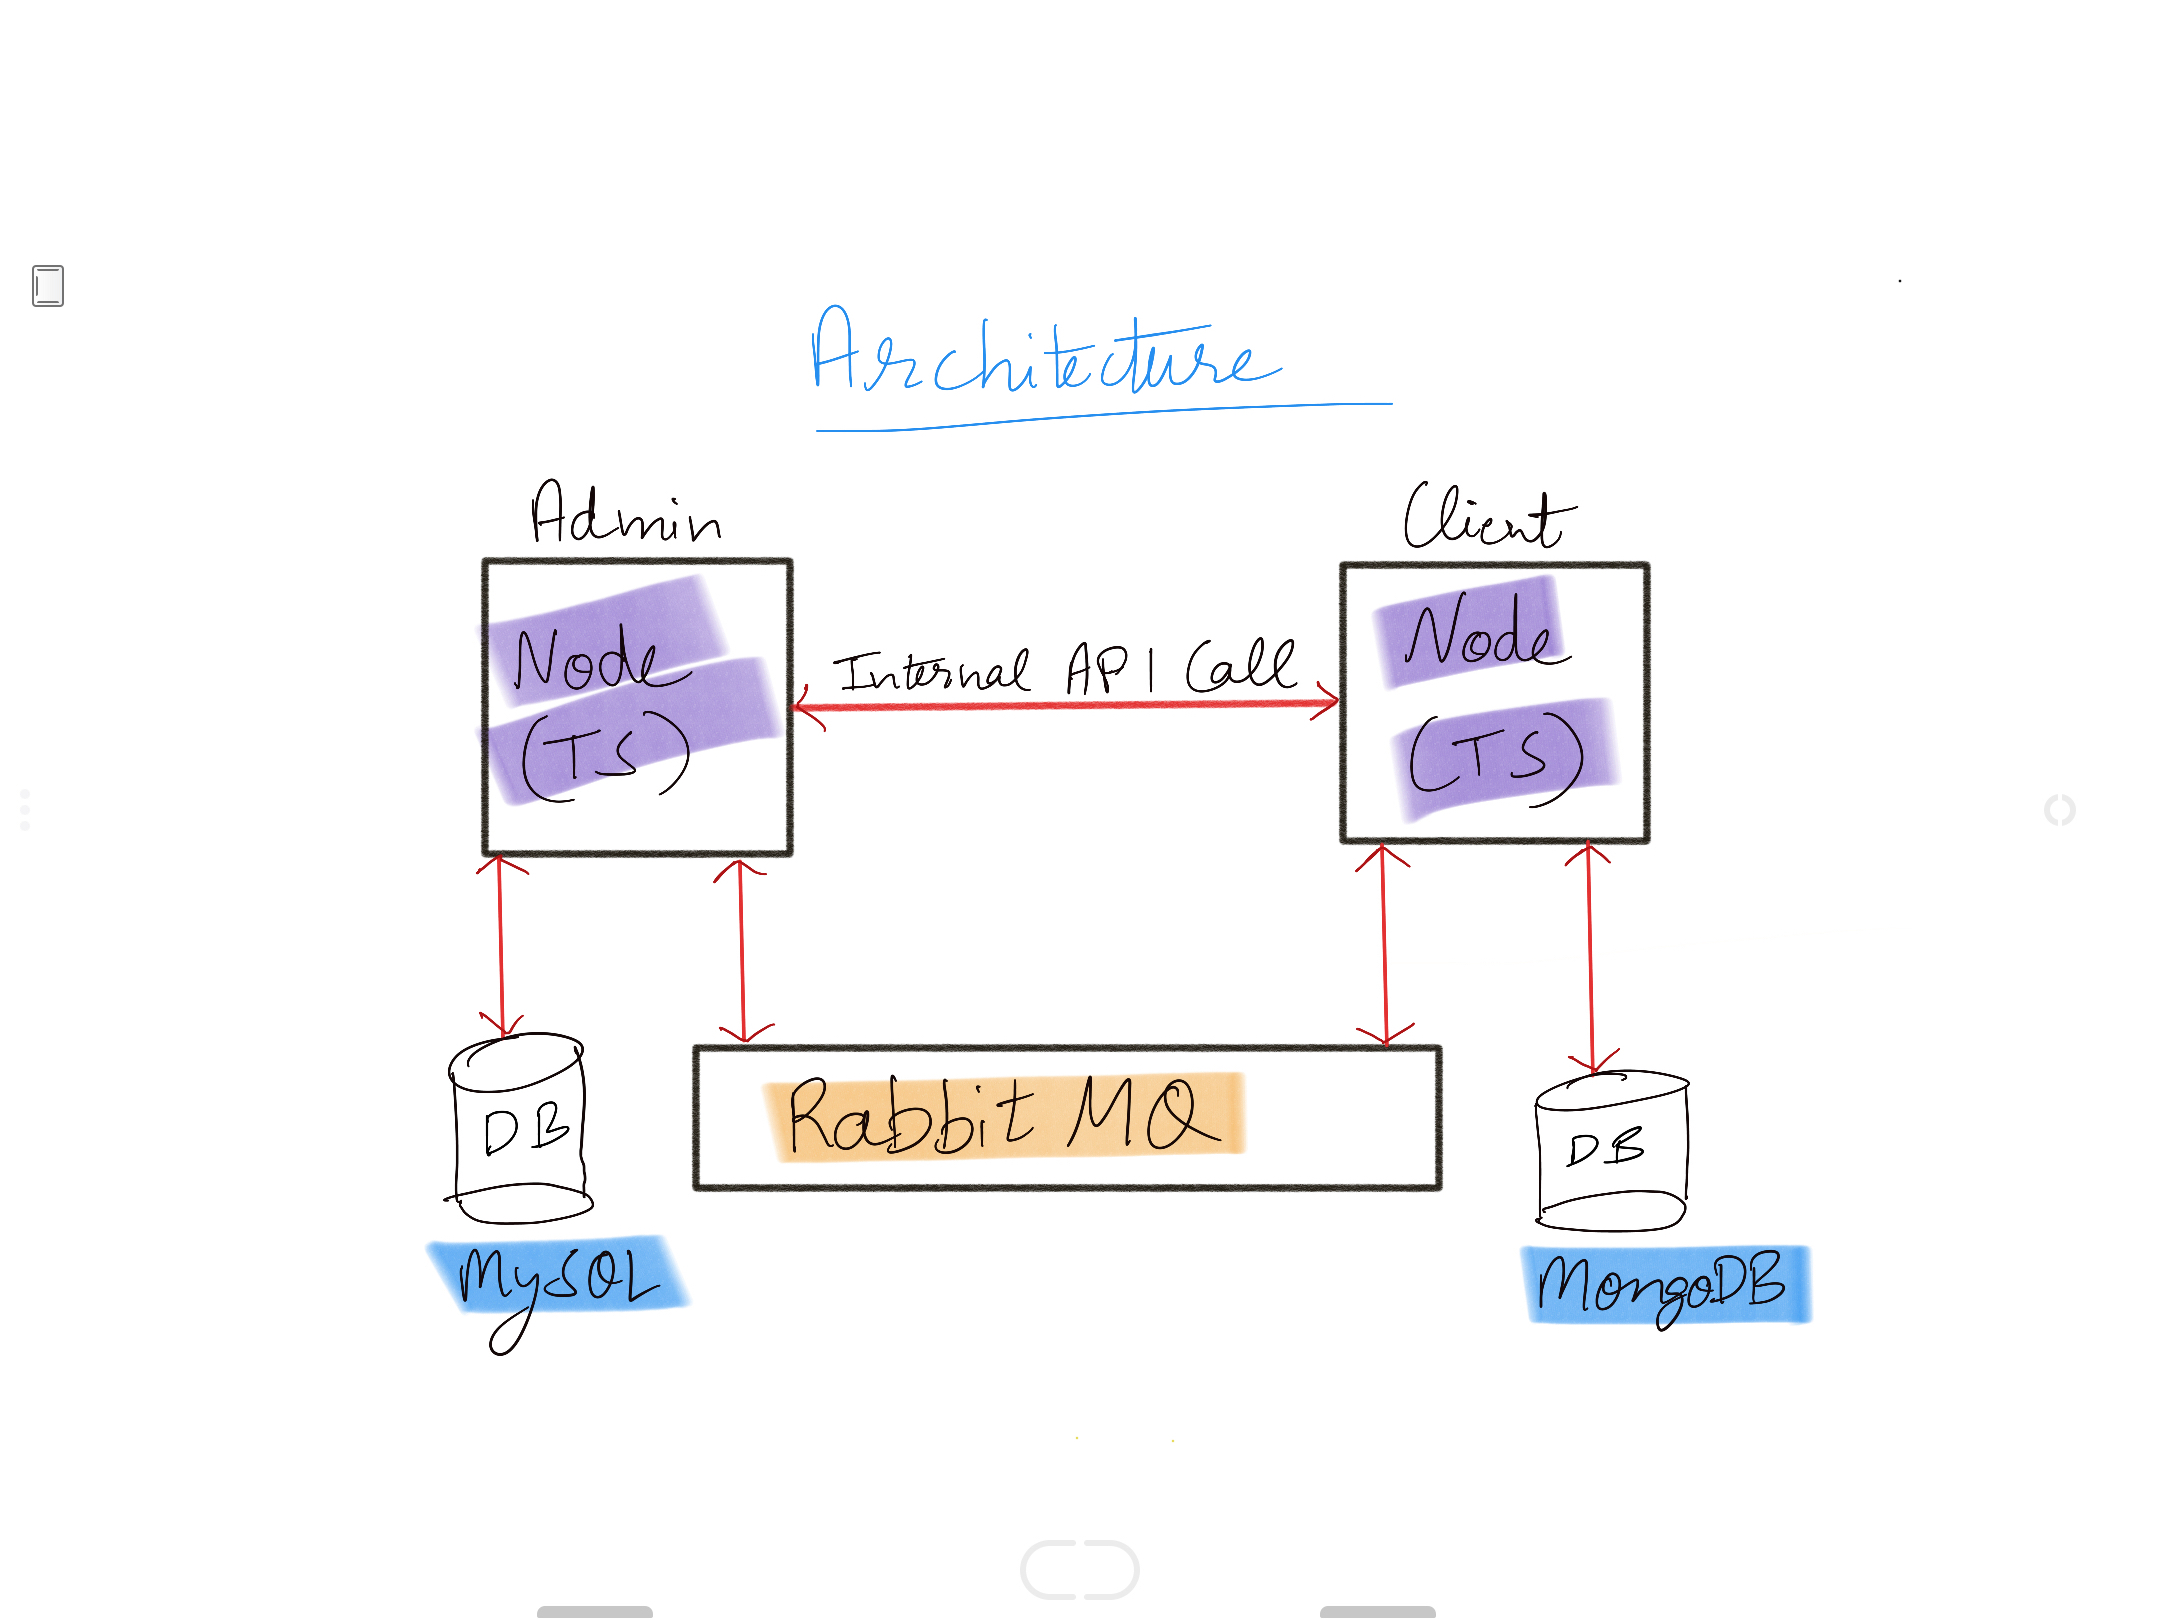 Architecture
Admin
Client
Node
(TS)
Internal API Call
Node
(TS)
DB
Rabbit MQ
DB
MySQL
MongoDB